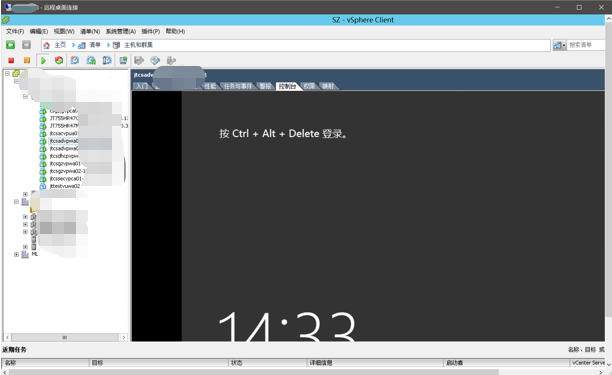 - 远程桌面连接
SZ - vSphere Client
文件(F) 编辑(E) 视图(W) 清单(N) 系统管理(A) 插件(P) 帮助(H)
主页 清单 主机和群集
搜索清单
jtcsadv
入门 性能 任务与事件 警报 控制台 权限 映射
JT755HR47C
JT755HR47C
jtcsacvpua0
jtcsadvpwa0
jtcsadvpwa0
jtcsdhcpvpw
jtcsgzvpwa01
jtcsgzvpwa02-1
jtcssecvpca01-
jttestvuwa02
ML
按 Ctrl + Alt + Delete 登录。
14:33
近期任务
名称、目标 或
名称 目标 状态 详细信息 启动者 vCenter Serve